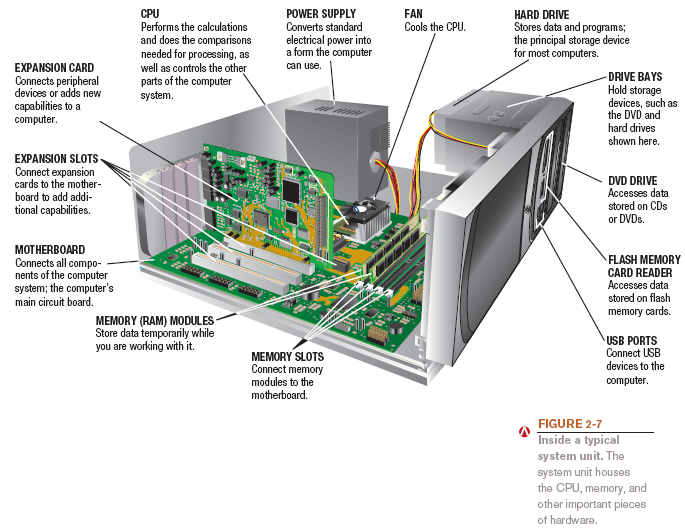 CPU
Performs the calculations
and does the comparisons
needed for processing, as
well as controls the other
parts of the computer
system.
POWER SUPPLY
Converts standard
electrical power into
a form the computer
can use.
FAN
Cools the CPU.
HARD DRIVE
Stores data and programs;
the principal storage device
for most computers.
EXPANSION CARD
Connects peripheral
devices or adds new
capabilities to a
computer.
DRIVE BAYS
Hold storage
devices, such as
the DVD and
hard drives
shown here.
EXPANSION SLOTS
Connect expansion
cards to the mother-
board to add addi-
tional capabilities.
DVD DRIVE
Accesses data
stored on CDs
or DVDs.
MOTHERBOARD
Connects all compo-
nents of the computer
system; the computer's
main circuit board.
FLASH MEMORY
CARD READER
Accesses data
stored on flash
memory cards.
MEMORY (RAM) MODULES
Store data temporarily while
you are working with it.
MEMORY SLOTS
Connect memory
modules to the
motherboard.
USB PORTS
Connect USB
devices to the
computer.
FIGURE 2-7
Inside a typical
system unit. The
system unit houses
the CPU, memory, and
other important pieces
of hardware.